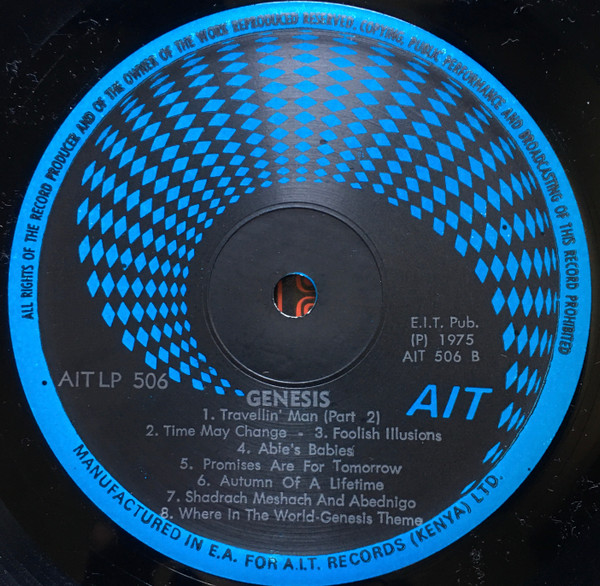 ALL RIGHTS OF THE RECORD PRODUCER AND OF THE OWNER OF THE WORK REPRODUCED RESERVED. COPYING, PUBLIC PERFORMANCE AND BROADCASTING OF THIS RECORD PROHIBITED
E.I.T. Pub.
(P) 1975
AIT 506 B
AIT LP 506
AIT
GENESIS
1. Travellin' Man (Part 2)
2. Time May Change - 3. Foolish Illusions
4. Abie's Babies
5. Promises Are For Tomorrow
6. Autumn Of A Lifetime
7. Shadrach Meshach And Abednigo
8. Where In The World-Genesis Theme
MANUFACTURED IN E.A. FOR A.I.T. RECORDS (KENYA) LTD.